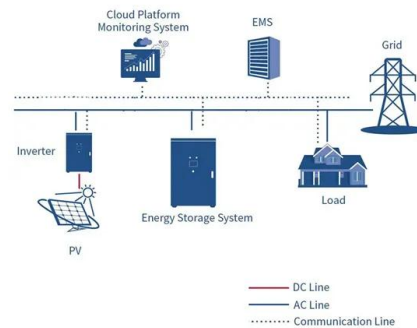 Cloud Platform
Monitoring System
EMS
Grid
Inverter
Energy Storage System
Load
PV
DC Line
AC Line
Communication Line